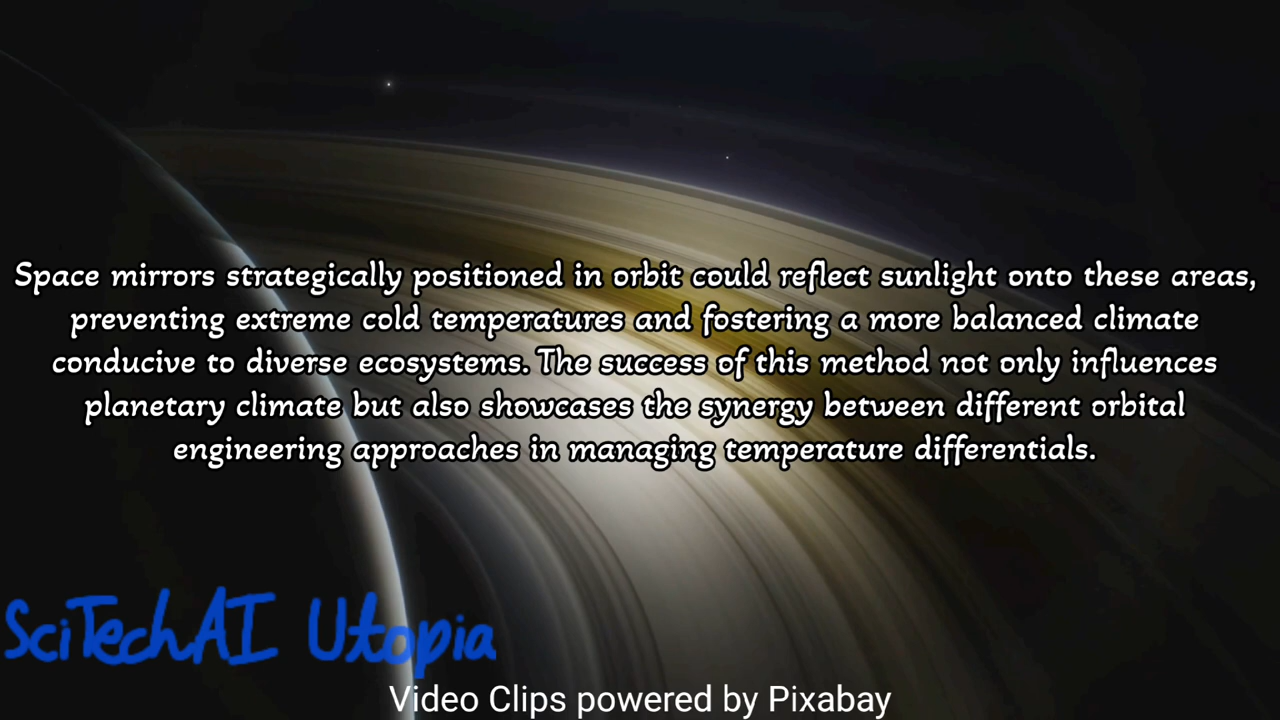 Space mirrors strategically positioned in orbit could reflect sunlight onto these areas,
preventing extreme cold temperatures and fostering a more balanced climate
conducive to diverse ecosystems. The success of this method not only influences
planetary climate but also showcases the synergy between different orbital
engineering approaches in managing temperature differentials.
SciTechAI Utopia
Video Clips powered by Pixabay